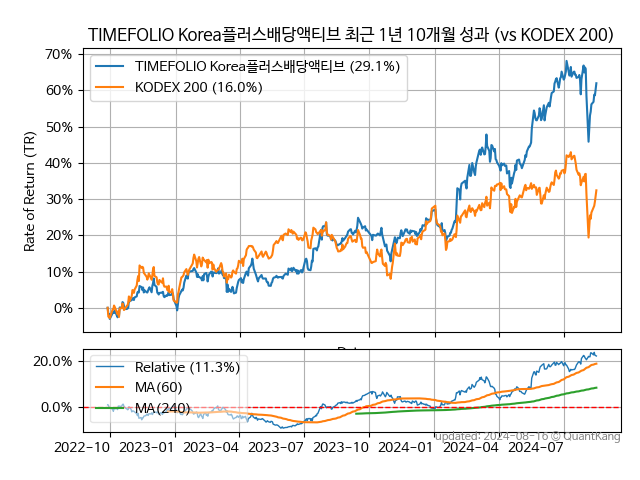 TIMEFOLIO Korea플러스배당액티브 최근 1년 10개월 성과 (vs KODEX 200)
70%
60%
50%
40%
30%
20%
10%
0%
Rate of Return (TR)
TIMEFOLIO Korea플러스배당액티브 (29.1%)
KODEX 200 (16.0%)
20.0%
0.0%
Relative (11.3%)
MA(60)
MA(240)
2022-10 2023-01 2023-04 2023-07 2023-10 2024-01 2024-04 2024-07
updated: 2024-08-16 © QuantKang